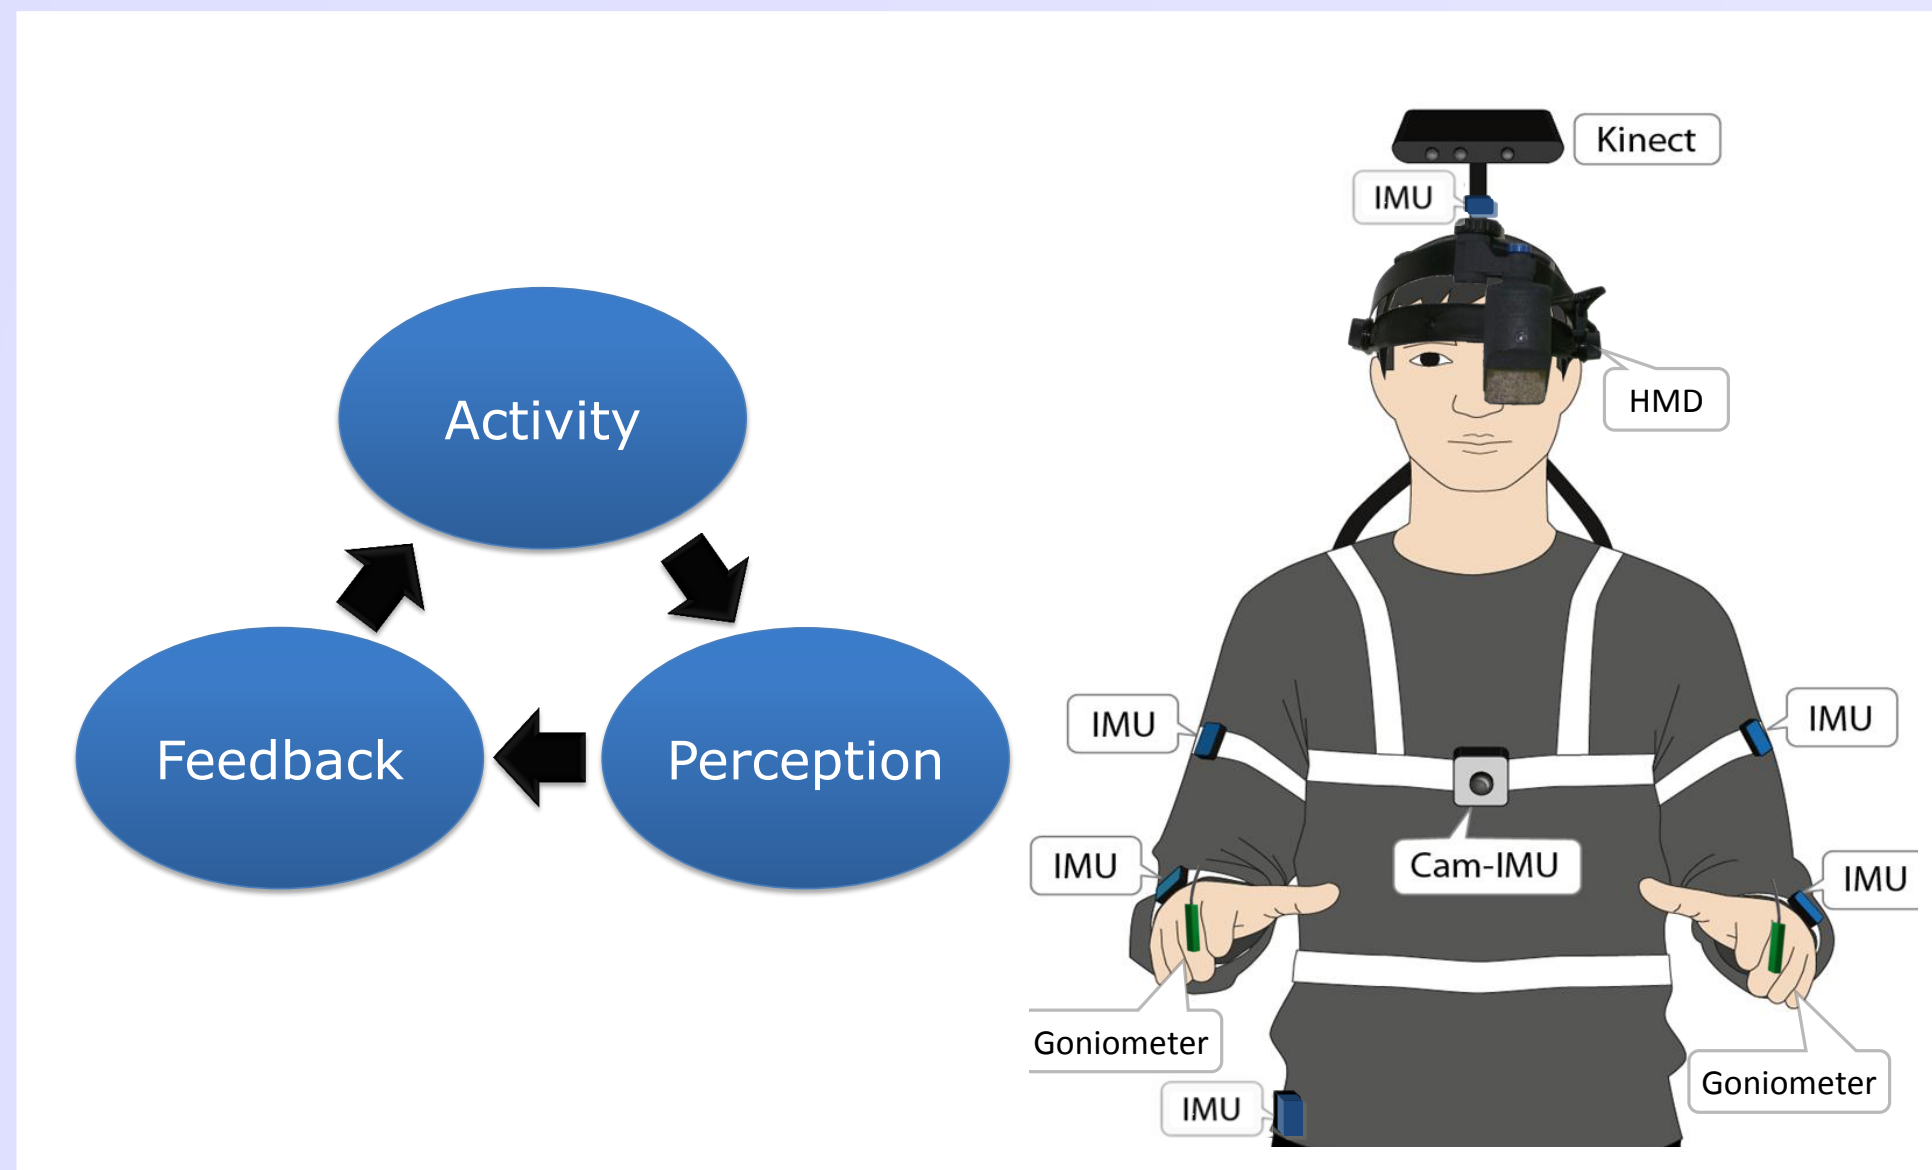 Activity
Feedback
Perception
Kinect
IMU
HMD
IMU
IMU
Cam-IMU
IMU
IMU
Goniometer
Goniometer
IMU